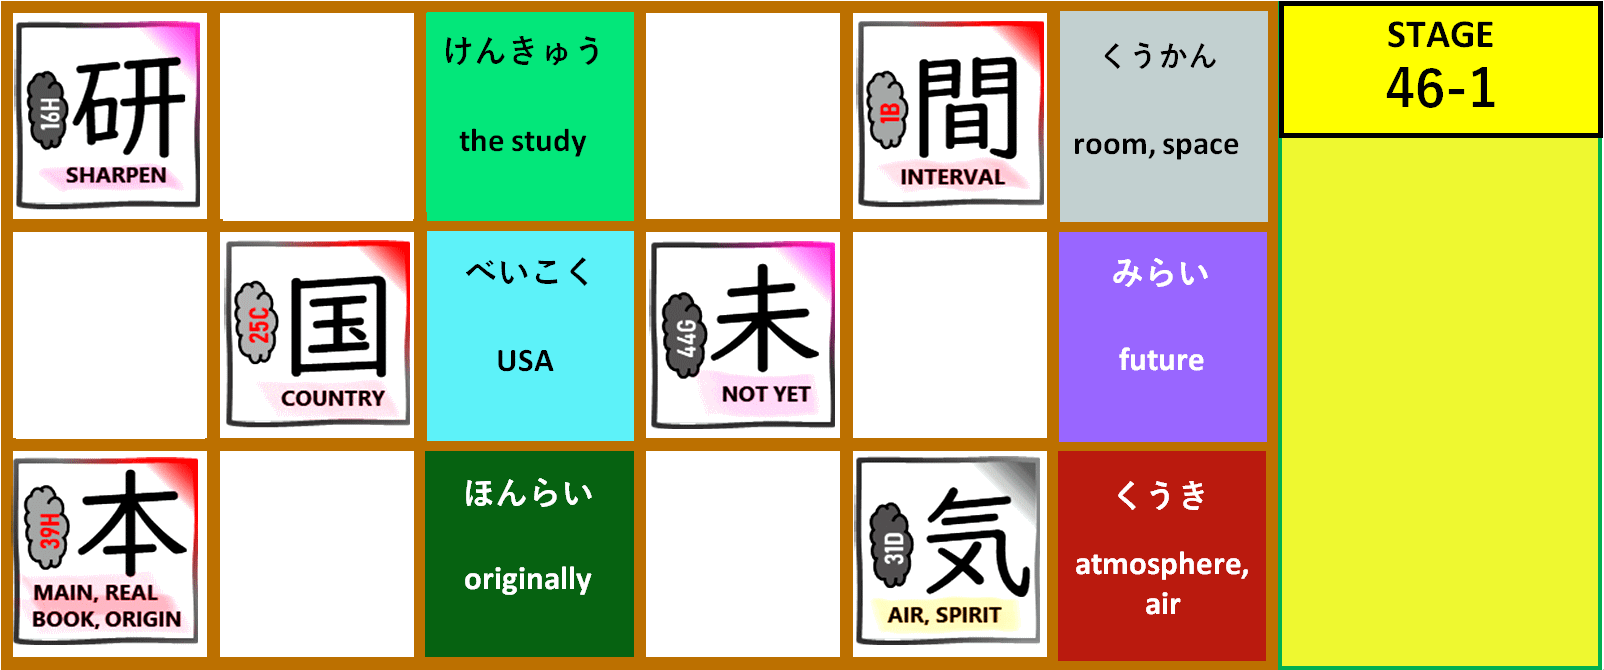 16H
研
SHARPEN
けんきゅう
the study
1B
間
INTERVAL
くうかん
room, space
STAGE
46-1
25C
国
COUNTRY
べいこく
USA
44G
未
NOT YET
みらい
future
39H
本
MAIN, REAL
BOOK, ORIGIN
ほんらい
originally
31D
気
AIR, SPIRIT
くうき
atmosphere,
air